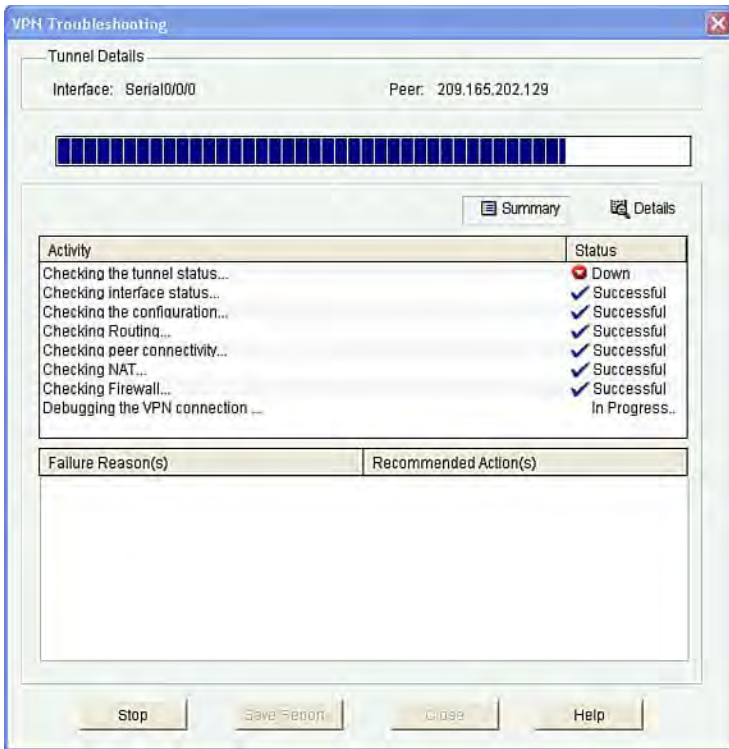 VPN Troubleshooting
Tunnel Details
Interface: Serial0/0/0 Peer: 209.165.202.129
Summary Details
Activity Status
Checking the tunnel status... Down
Checking interface status... Successful
Checking the configuration... Successful
Checking Routing... Successful
Checking peer connectivity... Successful
Checking NAT... Successful
Checking Firewall... Successful
Debugging the VPN connection ... In Progress..
Failure Reason(s) Recommended Action(s)
Stop Save Report Close Help